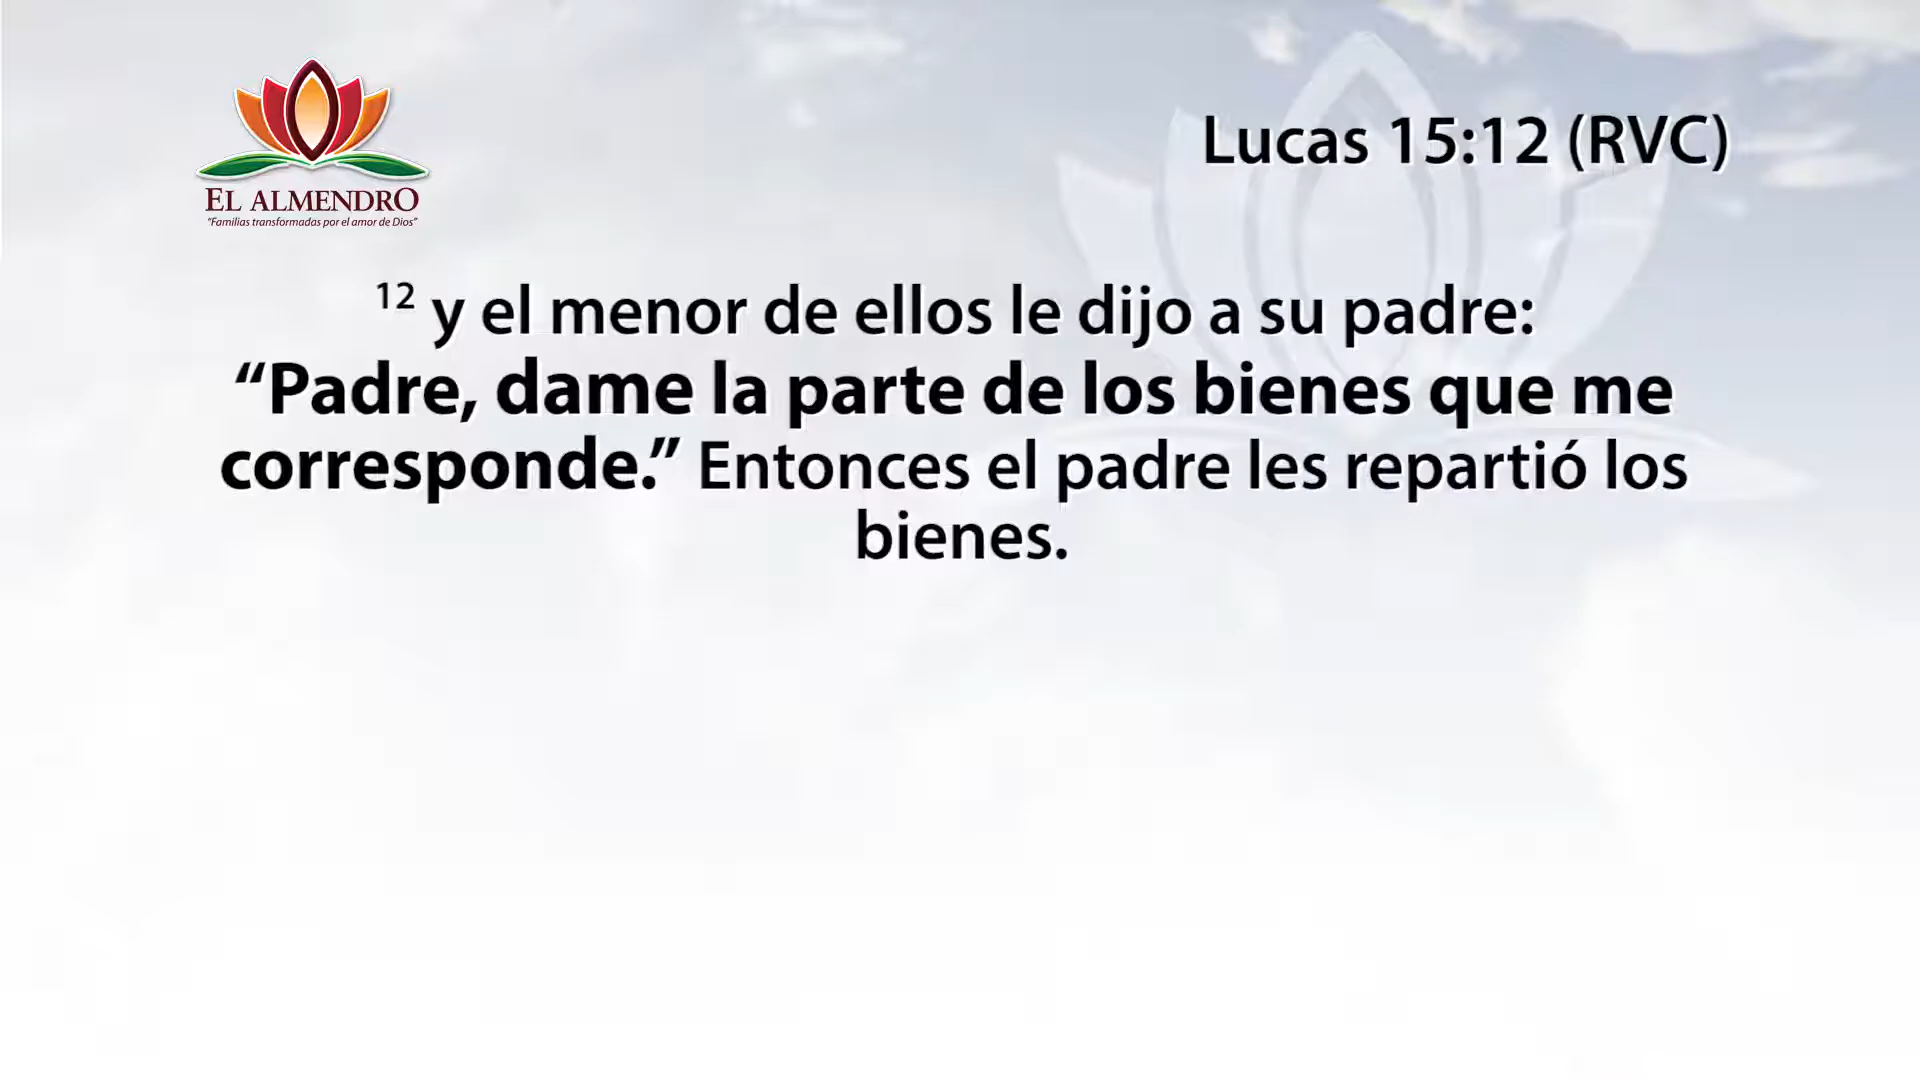 EL ALMENDRO
“Familias transformadas por el amor de Dios”
Lucas 15:12 (RVC)
12 y el menor de ellos le dijo a su padre:
“Padre, dame la parte de los bienes que me
corresponde.” Entonces el padre les repartió los
bienes.